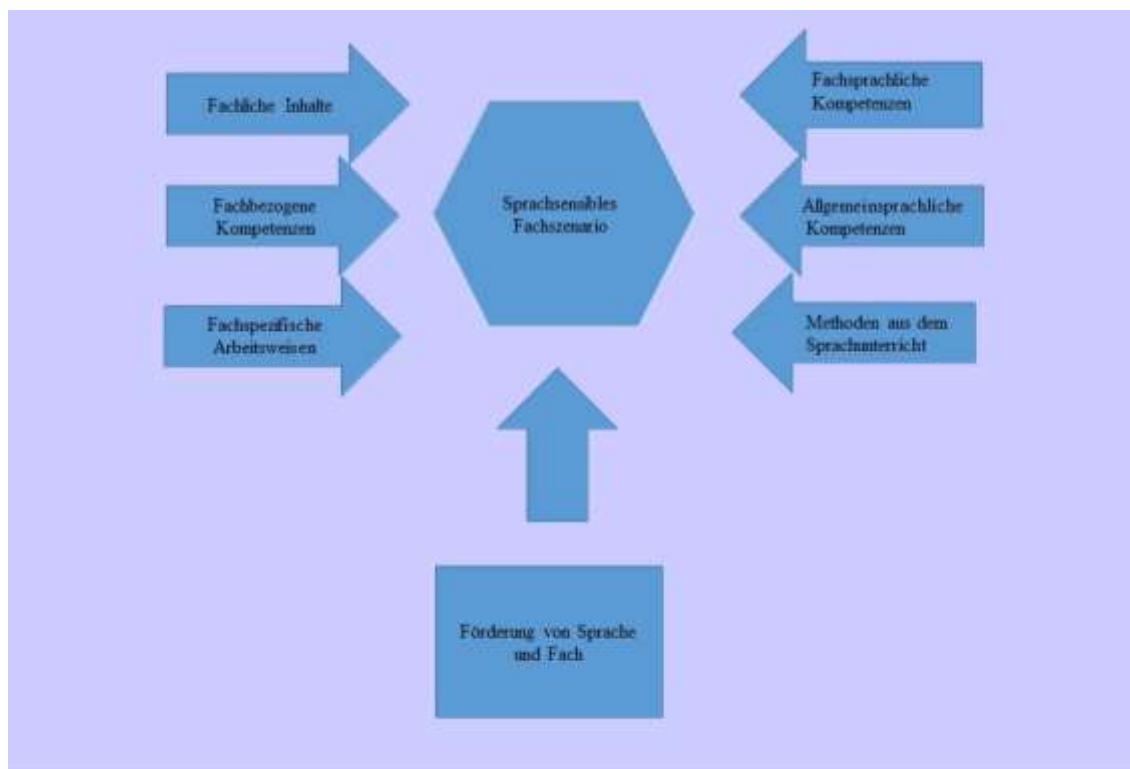 Fachliche Inhalte
Fachbezogene
Kompetenzen
Fachspezifische
Arbeitsweisen
Sprachsensibles
Fachszenario
Fachsprachliche
Kompetenzen
Allgemeinsprachliche
Kompetenzen
Methoden aus dem
Sprachunterricht
Förderung von Sprache
und Fach